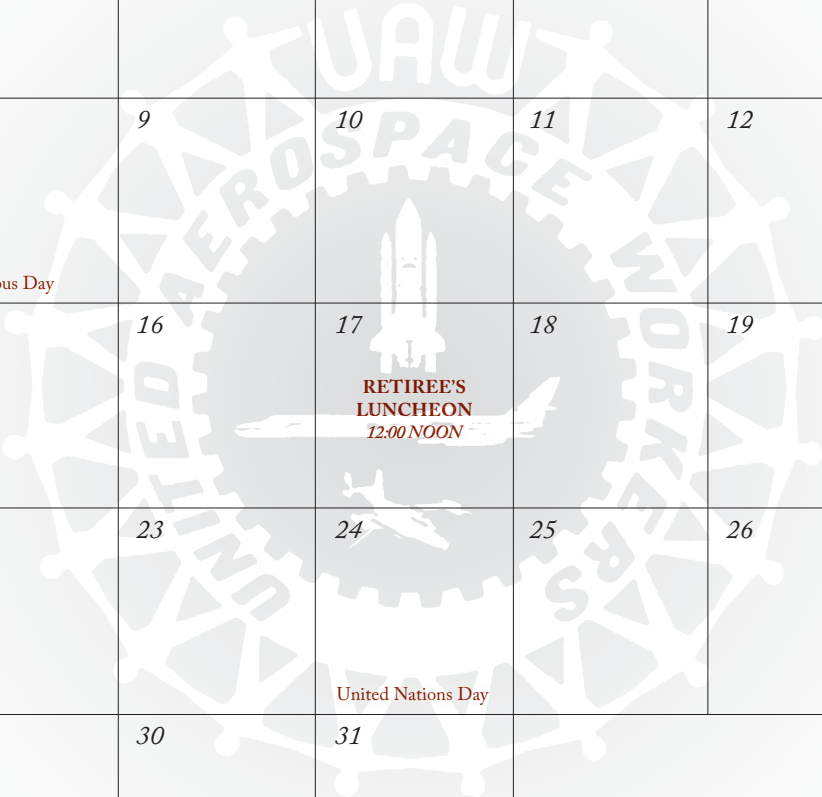 UAW
UNITED AEROSPACE WORKERS
9
10
11
12
ous Day
16
17
18
19
RETIREE’S
LUNCHEON
12:00 NOON
23
24
25
26
United Nations Day
30
31